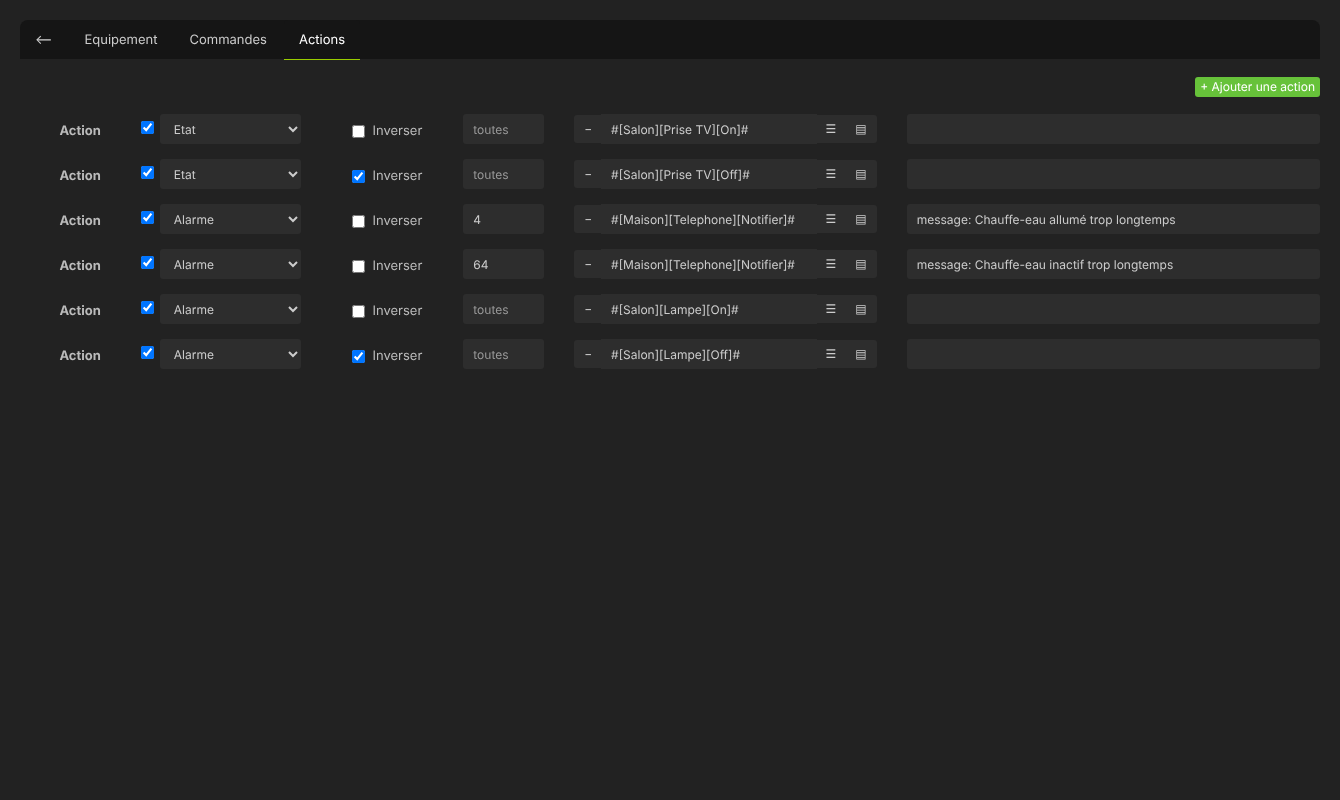 Equipement Commandes Actions
+ Ajouter une action
Action Etat Inverser toutes − #[Salon][Prise TV][On]#
Action Etat Inverser toutes − #[Salon][Prise TV][Off]#
Action Alarme Inverser 4 − #[Maison][Telephone][Notifier]# message: Chauffe-eau allumé trop longtemps
Action Alarme Inverser 64 − #[Maison][Telephone][Notifier]# message: Chauffe-eau inactif trop longtemps
Action Alarme Inverser toutes − #[Salon][Lampe][On]#
Action Alarme Inverser toutes − #[Salon][Lampe][Off]#